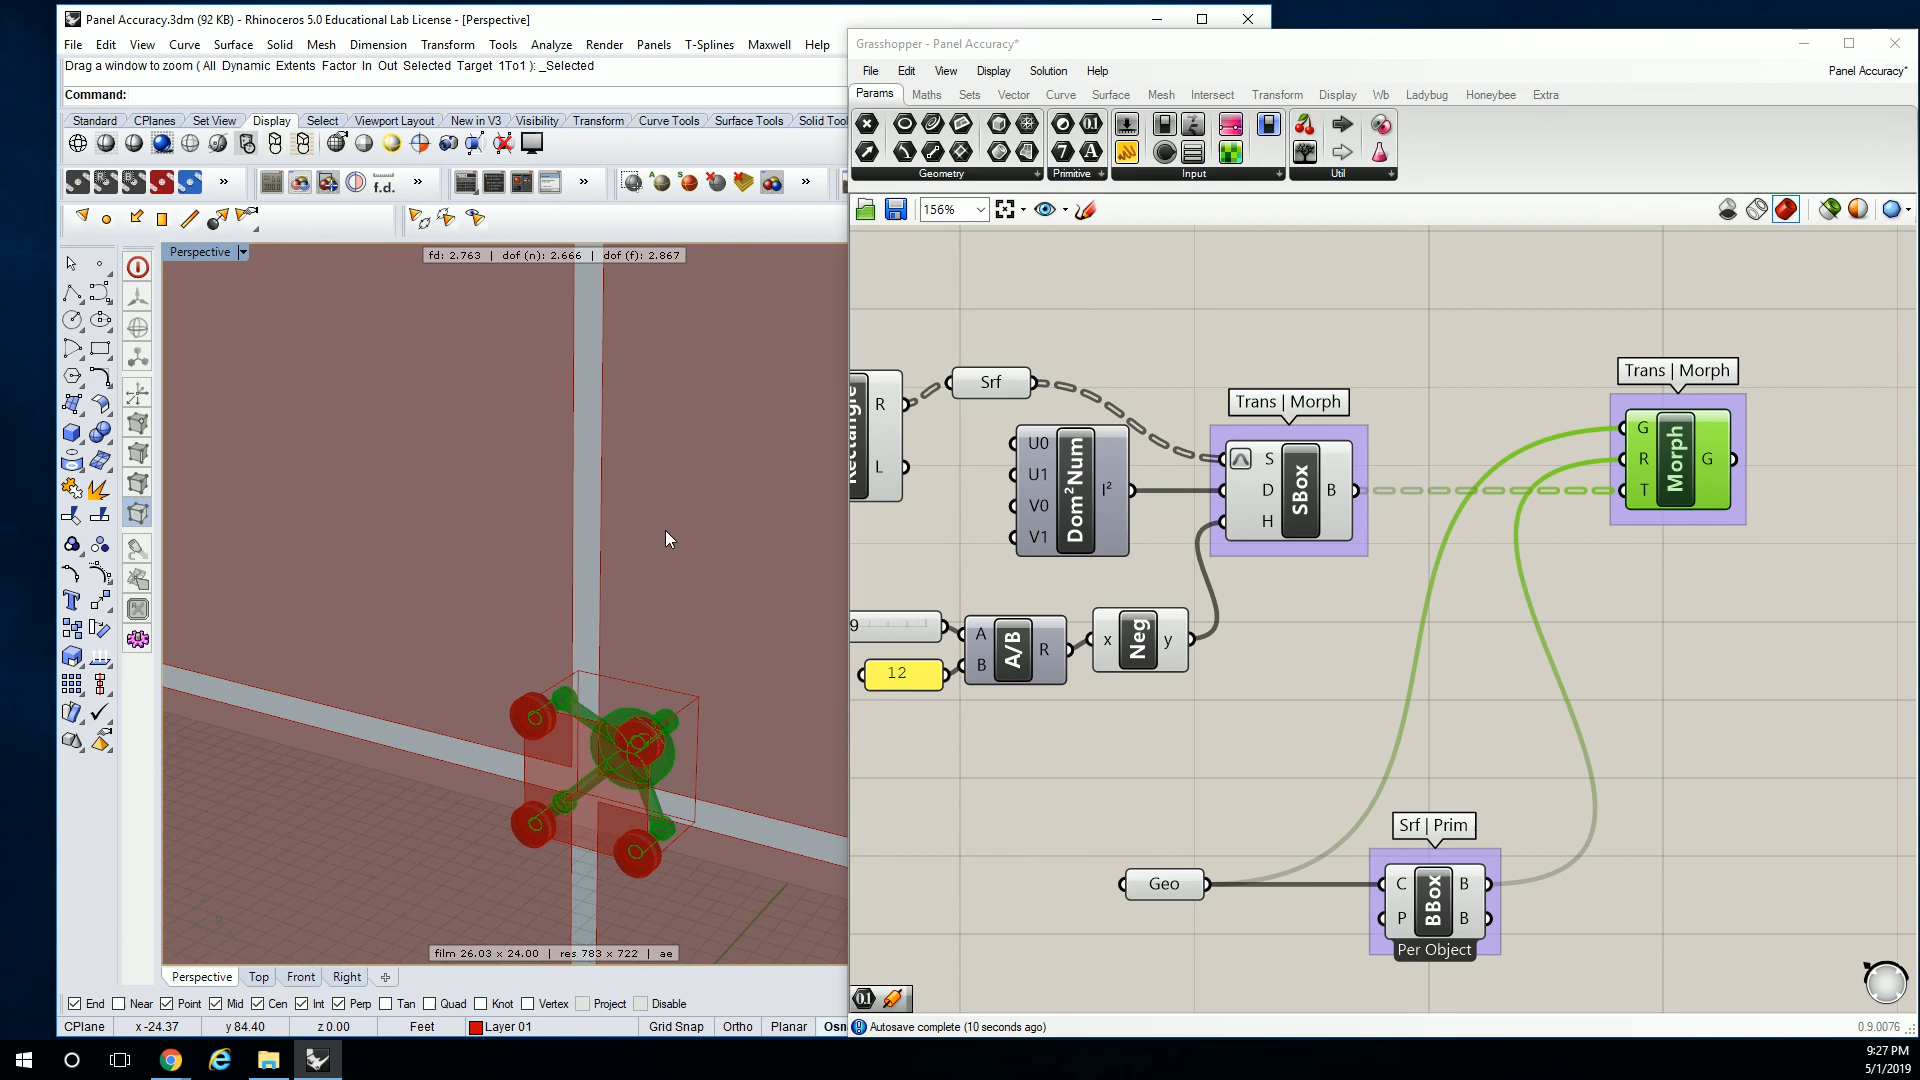 Panel Accuracy.3dm (92 KB) - Rhinoceros 5.0 Educational Lab License - [Perspective]
File Edit View Curve Surface Solid Mesh Dimension Transform Tools Analyze Render Panels T-Splines Maxwell Help
Drag a window to zoom ( All Dynamic Extents Factor In Out Selected Target 1To1 ): _Selected
Command:
Standard CPlanes Set View Display Select Viewport Layout New in V3 Visibility Transform Curve Tools Surface Tools Solid Tool
f.d.
Perspective
fd: 2.763 | dof (n): 2.666 | dof (f): 2.867
film 26.03 x 24.00 | res 783 x 722 | ae
Perspective Top Front Right
End Near Point Mid Cen Int Perp Tan Quad Knot Vertex Project Disable
CPlane x -24.37 y 84.40 z 0.00 Feet Layer 01 Grid Snap Ortho Planar Osn
Grasshopper - Panel Accuracy*
File Edit View Display Solution Help
Panel Accuracy*
Params Maths Sets Vector Curve Surface Mesh Intersect Transform Display Wb Ladybug Honeybee Extra
Geometry Primitive Input Util
156%
Rectangle R L
Srf
Dom²Num U0 U1 V0 V1 I²
Trans | Morph
S D H SBox B
Trans | Morph
G R T Morph G
9
12
A B A/B R
x Neg y
Geo
Srf | Prim
C P BBox B B
Per Object
Autosave complete (10 seconds ago)
0.9.0076
9:27 PM
5/1/2019